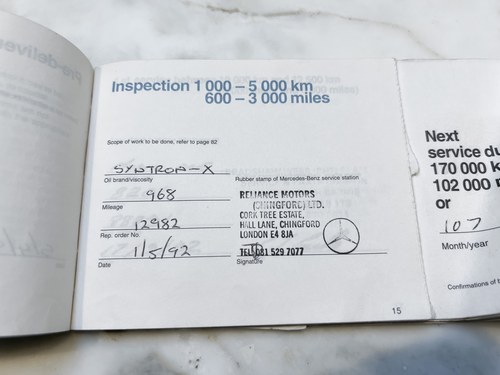 Inspection 1 000 – 5 000 km
600 – 3 000 miles
Scope of work to be done, refer to page 62
SYNTRON-X
Oil brand/viscosity
968
Mileage
12982
Rep. order No.
1/5/92
Date
Rubber stamp of Mercedes-Benz service station
RELIANCE MOTORS
(CHINGFORD) LTD.
CORK TREE ESTATE,
HALL LANE, CHINGFORD
LONDON E4 8JA
TEL 081 529 7077
Signature
15
Next
service du
170 000 k
102 000
or
107
Month/year
Confirmations of t